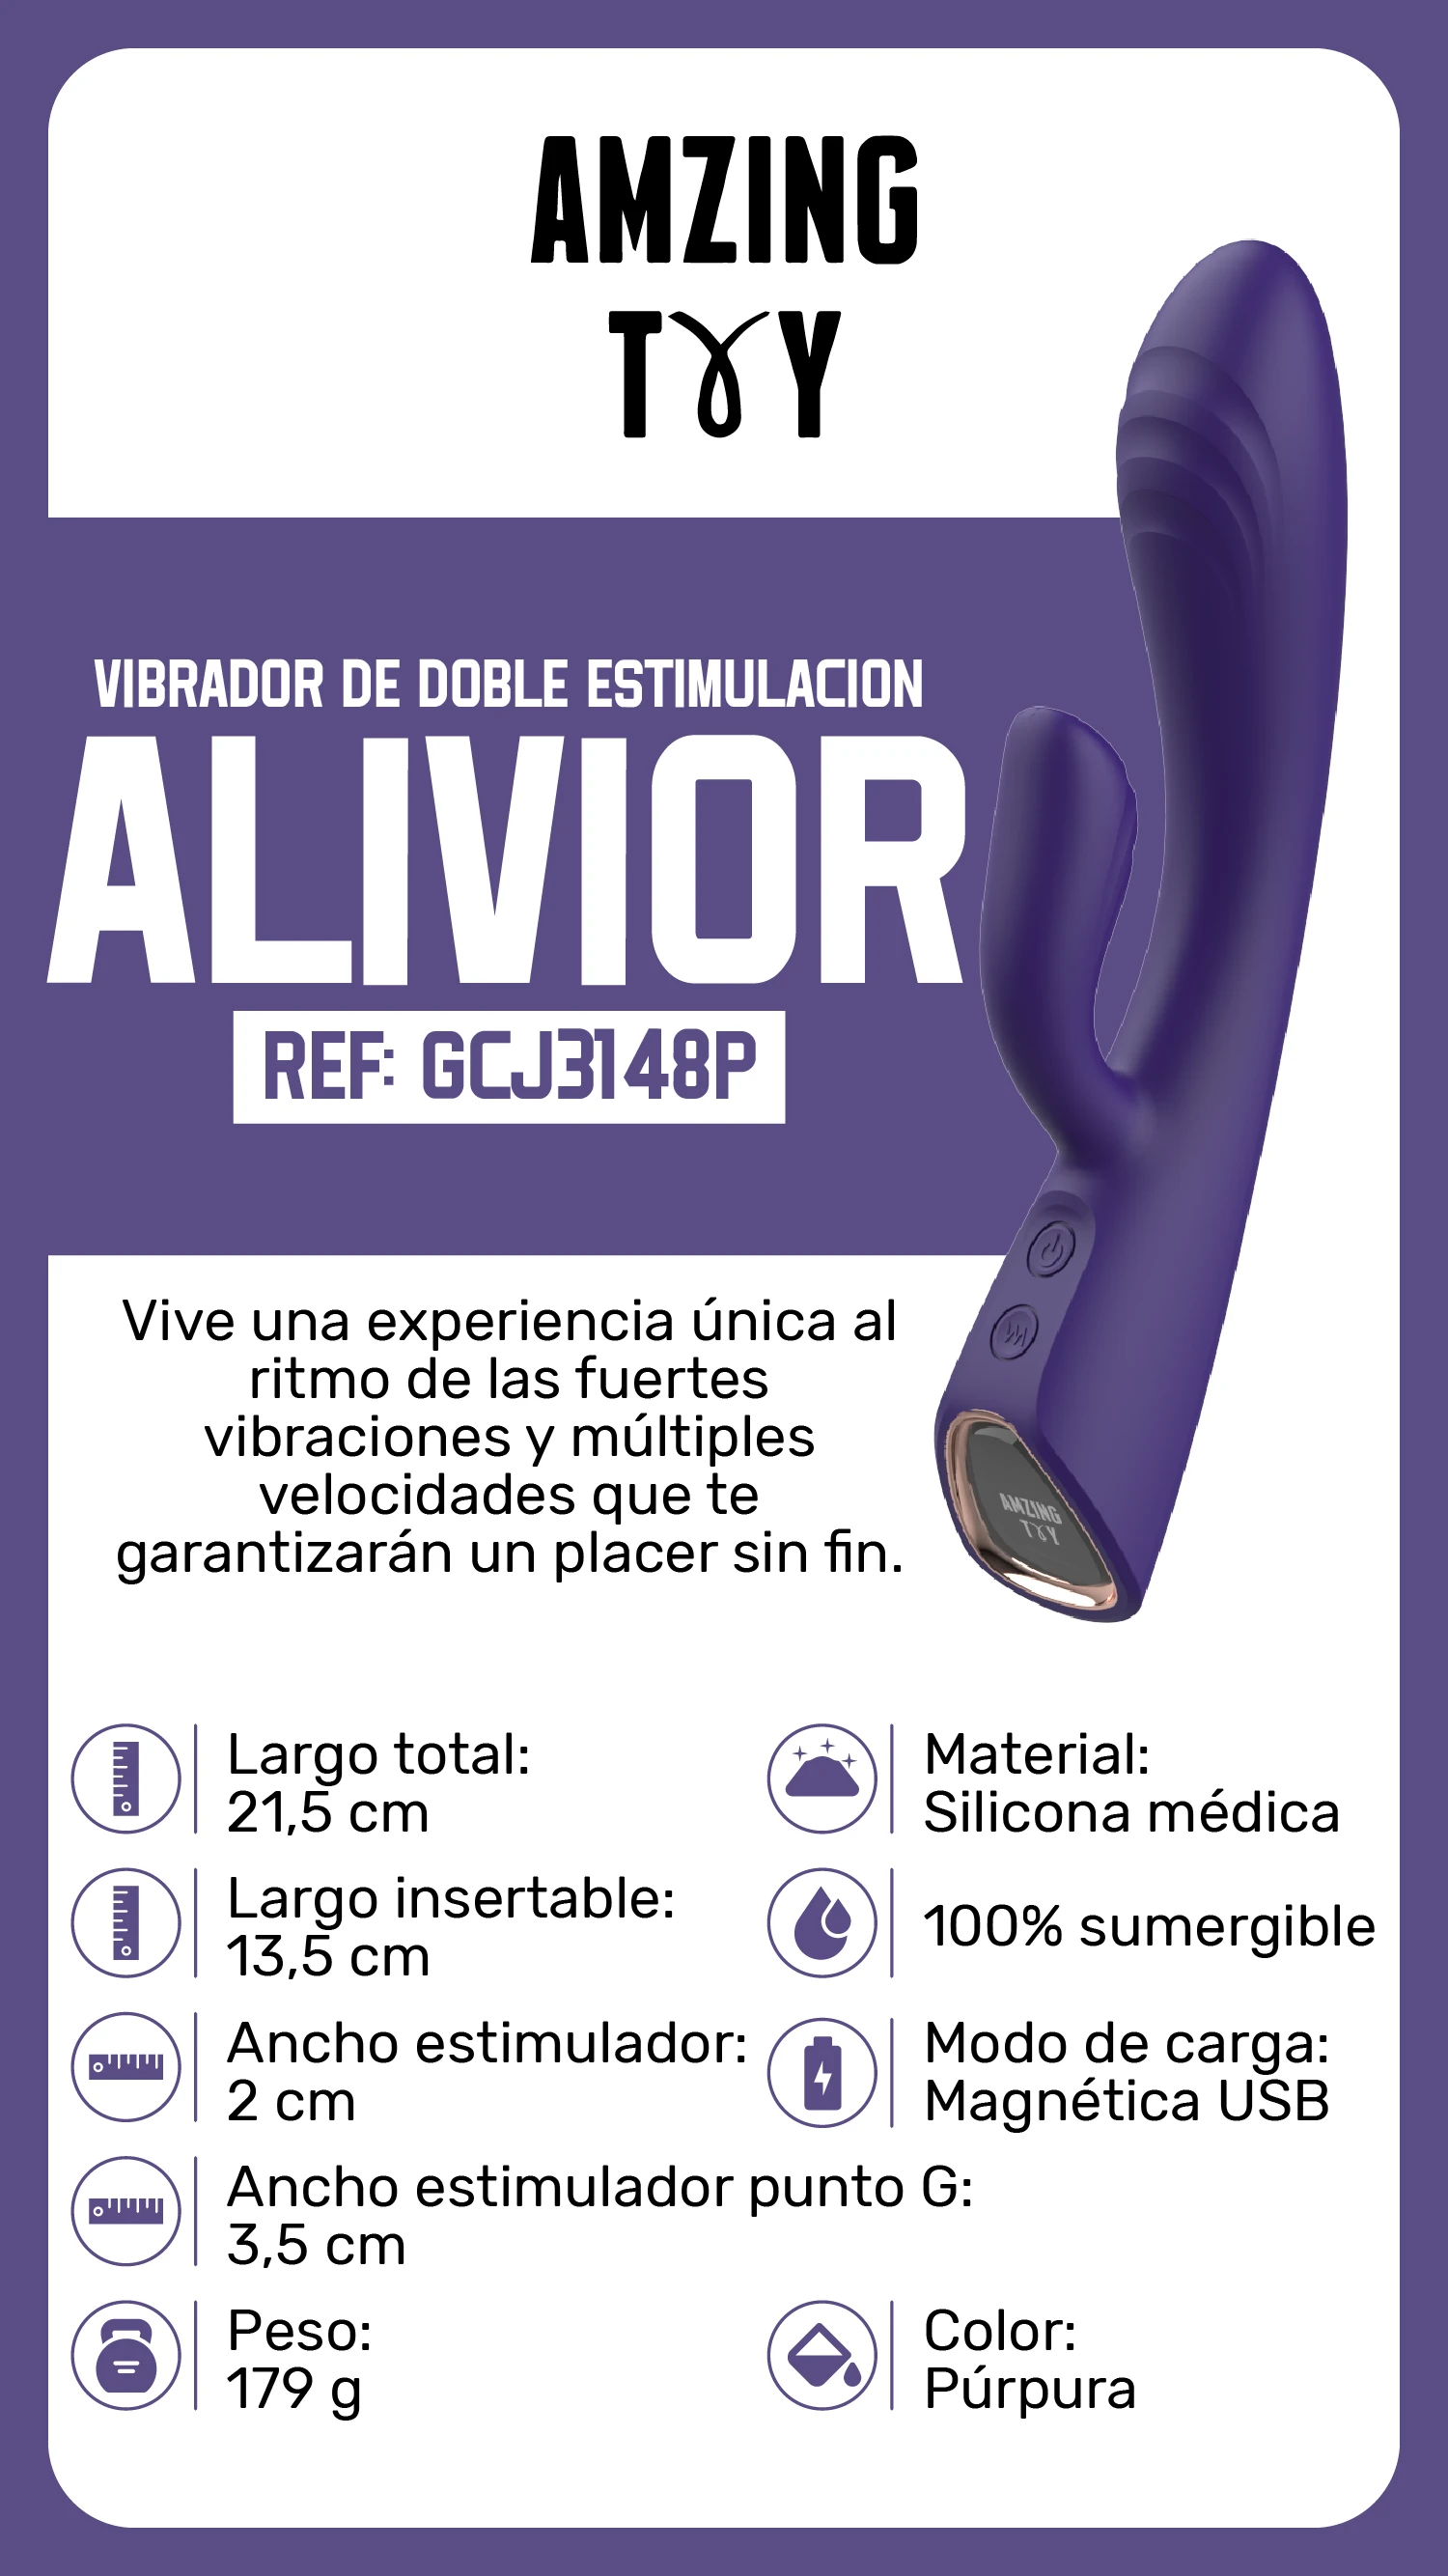 AMZING
TOY
VIBRADOR DE DOBLE ESTIMULACION
ALIVIOR
REF: GCJ3148P
Vive una experiencia única al
ritmo de las fuertes
vibraciones y múltiples
velocidades que te
garantizarán un placer sin fin.
AMZING
TOY
Largo total:
21,5 cm
Largo insertable:
13,5 cm
Ancho estimulador:
2 cm
Ancho estimulador punto G:
3,5 cm
Peso:
179 g
Material:
Silicona médica
100% sumergible
Modo de carga:
Magnética USB
Color:
Púrpura